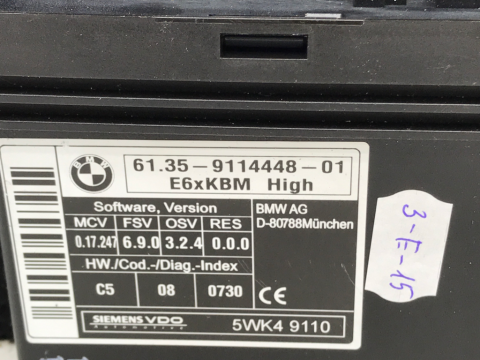 BMW
61.35-9114448-01
E6xKBM High
Software, Version
MCV FSV OSV RES
0.17.247 6.9.0 3.2.4 0.0.0
BMW AG
D-80788München
HW./Cod.-/Diag.-Index
C5 08 0730
CE
SIEMENS VDO
Automotive
5WK4 9110
3-E-15